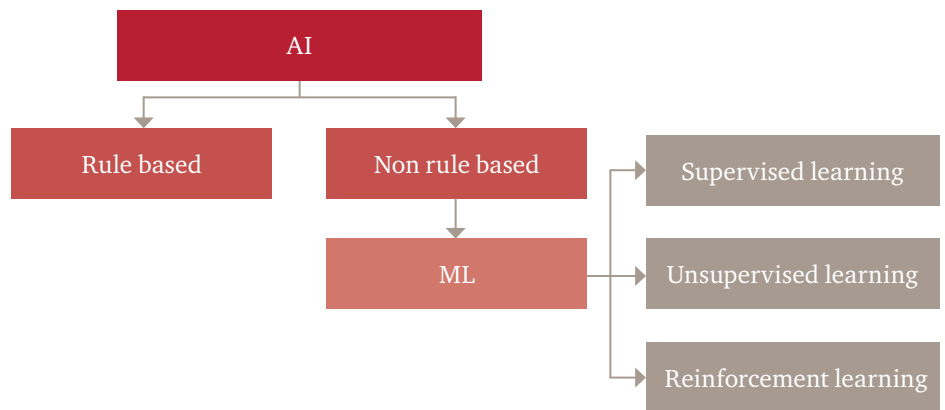 AI
Rule based
Non rule based
ML
Supervised learning
Unsupervised learning
Reinforcement learning